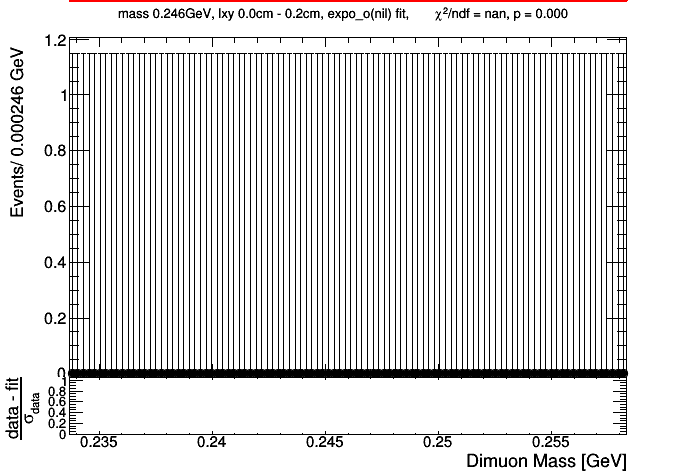 mass 0.246GeV, lxy 0.0cm - 0.2cm, expo_o(nil) fit, χ²/ndf = nan, p = 0.000
Events/ 0.000246 GeV
1.2
1
0.8
0.6
0.4
0.2
0
data - fit
σdata
1
0.8
0.6
0.4
0.2
0
0.235 0.24 0.245 0.25 0.255
Dimuon Mass [GeV]